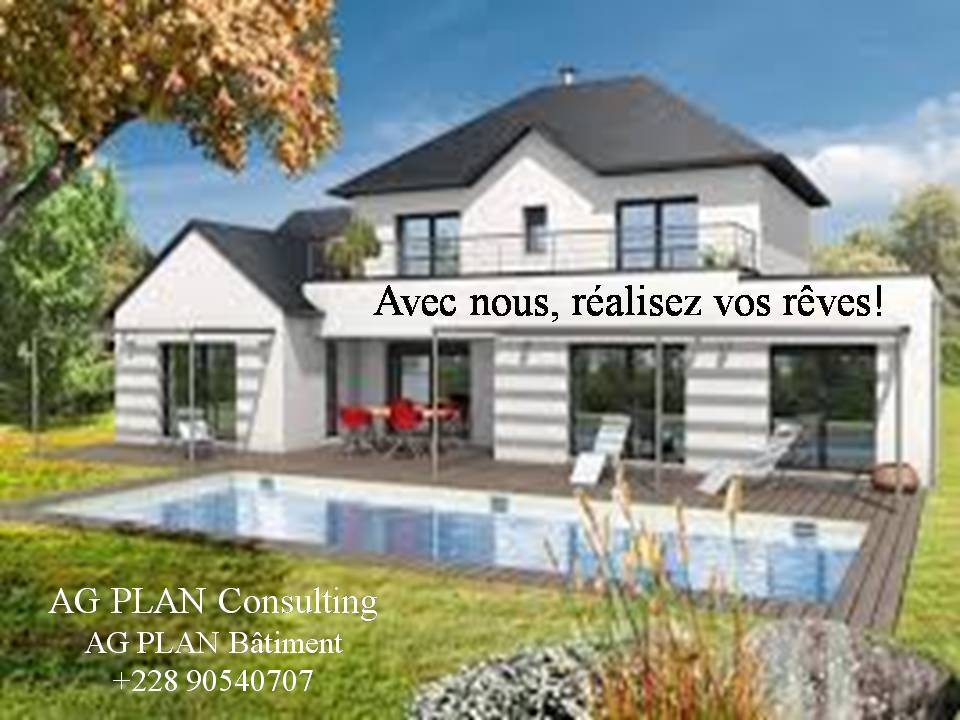 Avec nous, réalisez vos rêves!
AG PLAN Consulting
AG PLAN Bâtiment
+228 90540707